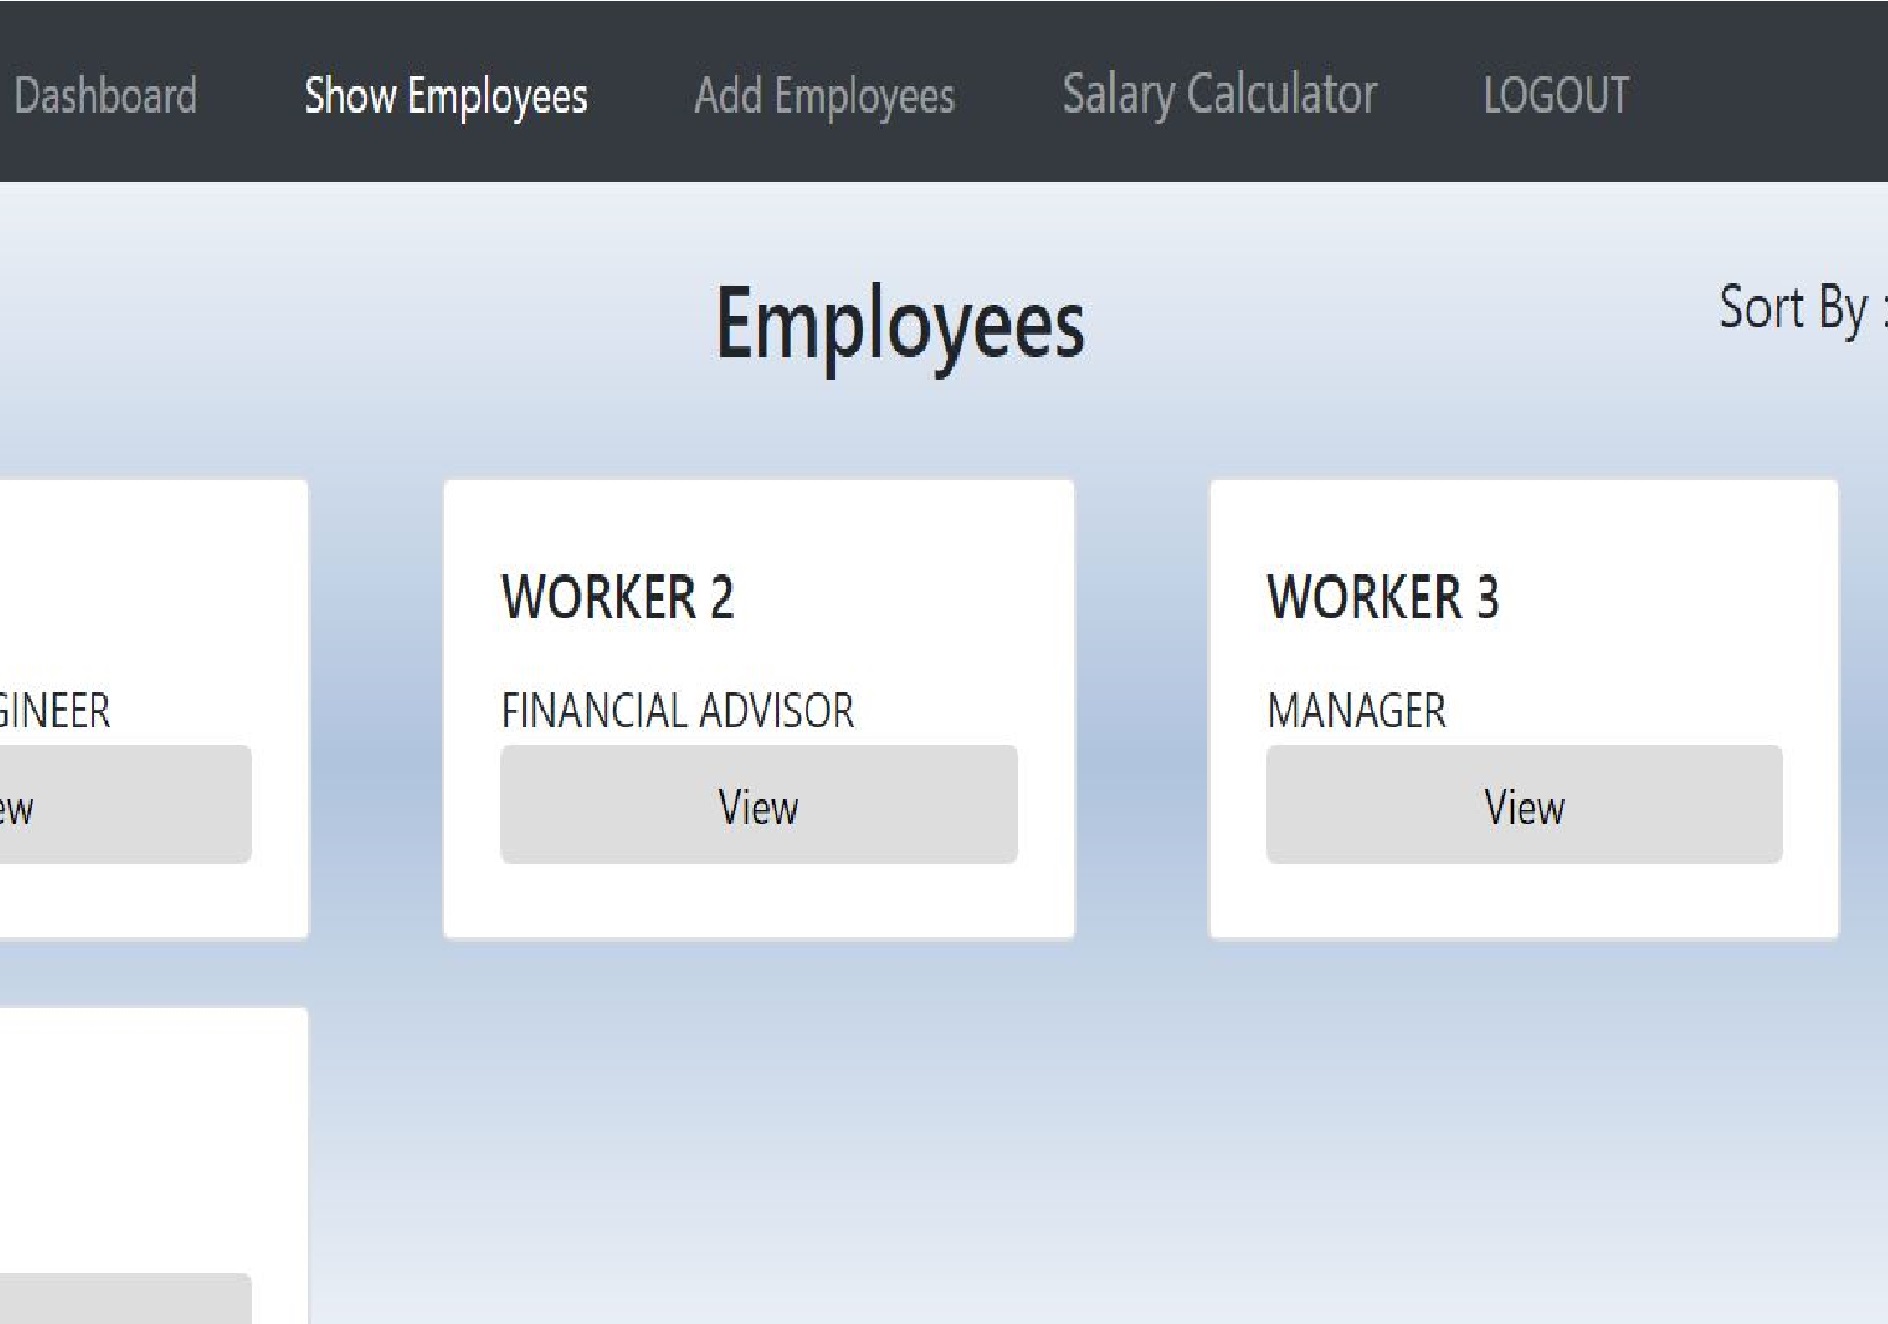 Dashboard Show Employees Add Employees Salary Calculator LOGOUT
Employees
Sort By :
WORKER 2
WORKER 3
GINEER
FINANCIAL ADVISOR
MANAGER
ew
View
View